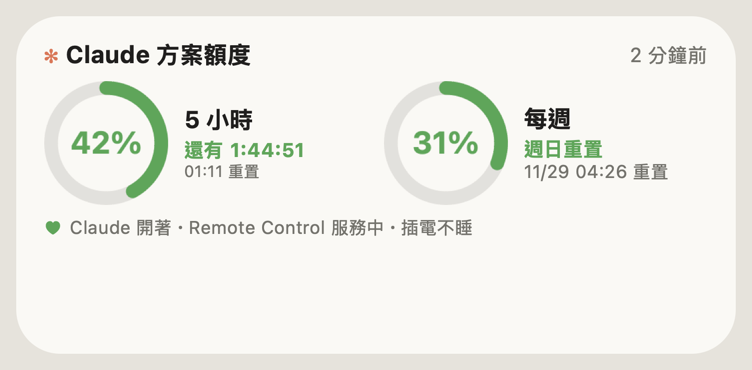 Claude 方案額度
2 分鐘前
42%
5 小時
還有 1:44:51
01:11 重置
31%
每週
週日重置
11/29 04:26 重置
Claude 開著・Remote Control 服務中・插電不睡